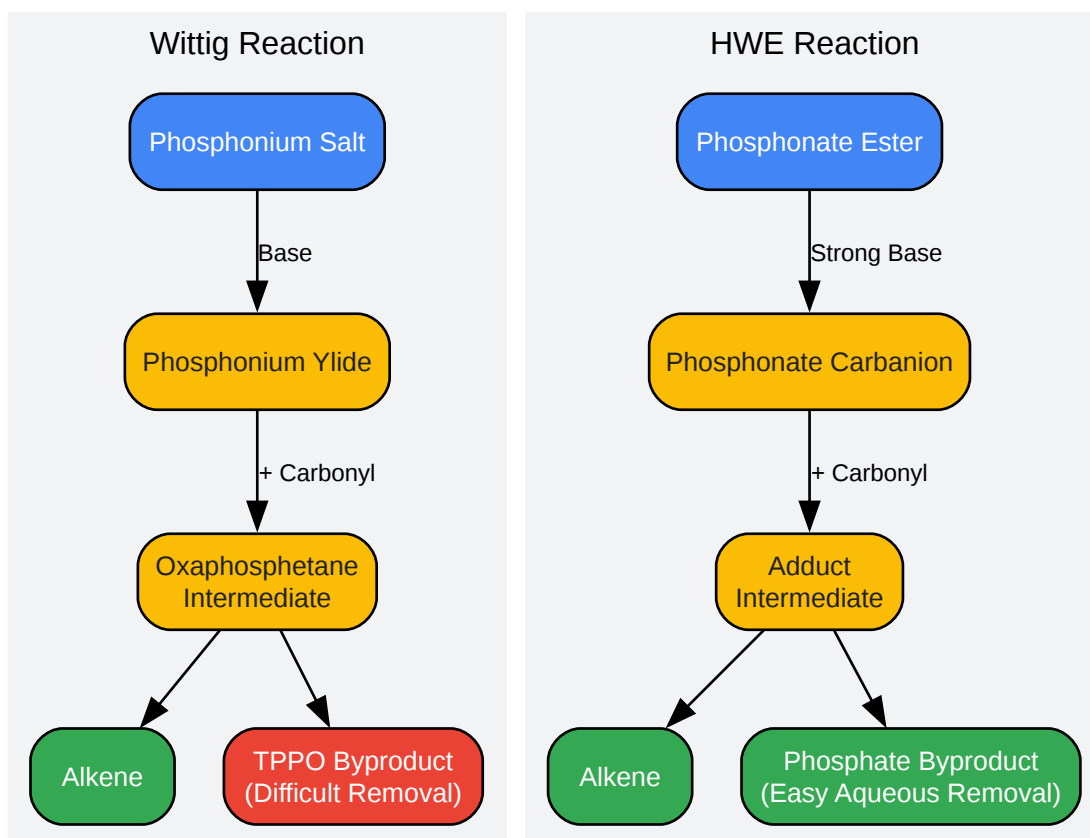 Wittig Reaction
Phosphonium Salt
Base
Phosphonium Ylide
+ Carbonyl
Oxaphosphetane
Intermediate
Alkene
TPPO Byproduct
(Difficult Removal)
HWE Reaction
Phosphonate Ester
Strong Base
Phosphonate Carbanion
+ Carbonyl
Adduct
Intermediate
Alkene
Phosphate Byproduct
(Easy Aqueous Removal)